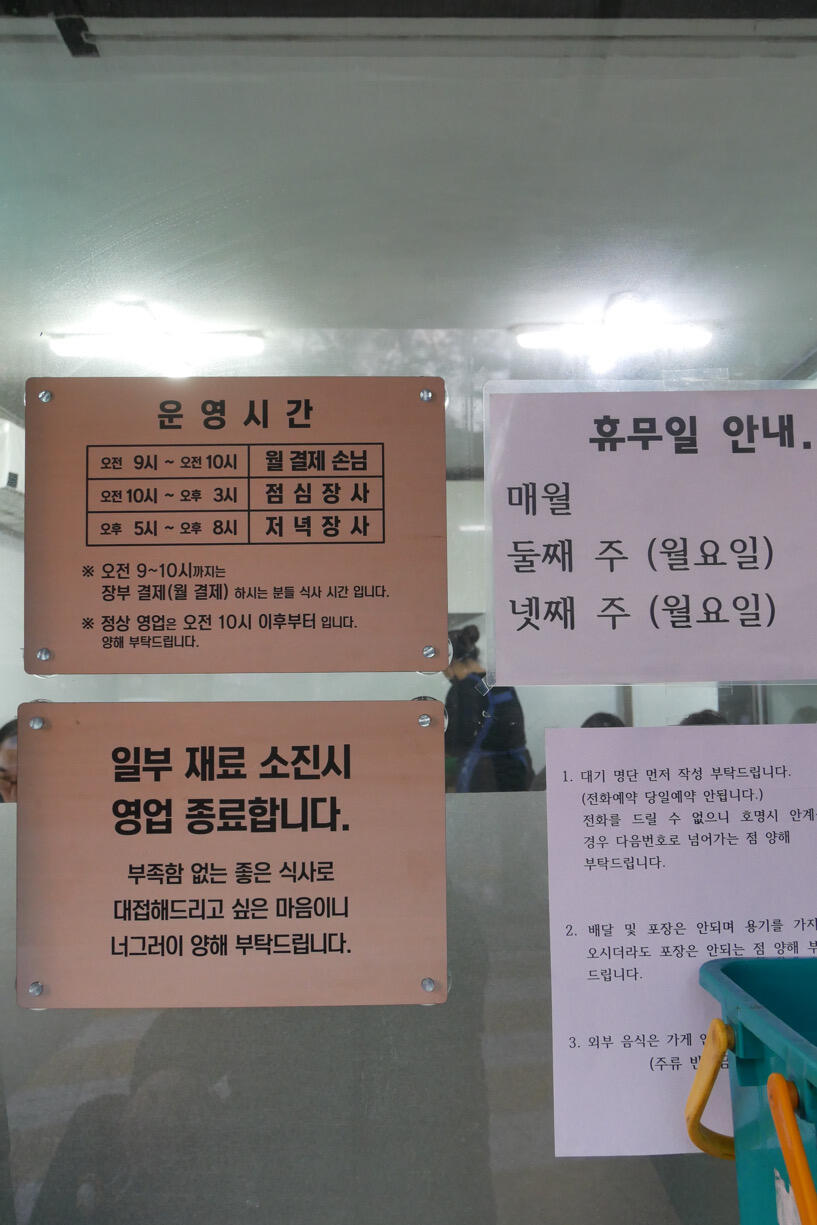 운영시간
오전 9시 ~ 오전 10시 월 결제 손님
오전 10시 ~ 오후 3시 점심장사
오후 5시 ~ 오후 8시 저녁장사
※ 오전 9~10시까지는
장부 결제(월 결제) 하시는 분들 식사 시간 입니다.
※ 정상 영업은 오전 10시 이후부터 입니다.
양해 부탁드립니다.
일부 재료 소진시
영업 종료합니다.
부족함 없는 좋은 식사로
대접해드리고 싶은 마음이니
너그러이 양해 부탁드립니다.
휴무일 안내.
매월
둘째 주 (월요일)
넷째 주 (월요일)
1. 대기 명단 먼저 작성 부탁드립니다.
(전화예약 당일예약 안됩니다.)
전화를 드릴 수 없으니 호명시
경우 다음번호로 넘어가는 점 양해
부탁드립니다.
2. 배달 및 포장은 안되며 용기를
오시더라도 포장은 안되는 점 양해
드립니다.
3. 외부 음식은 가게
(주류